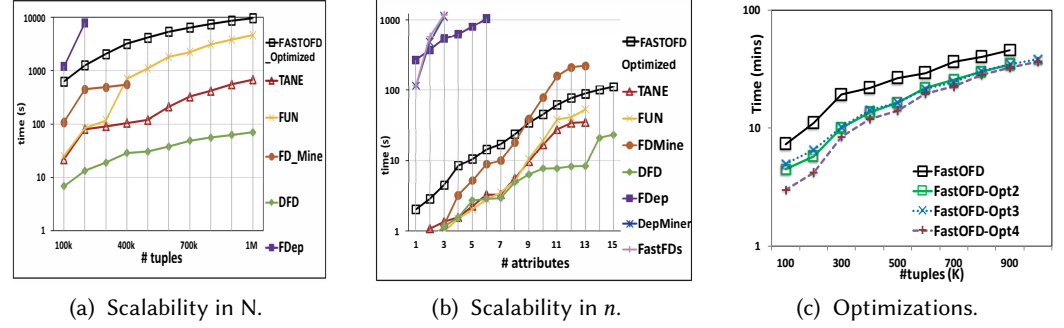 10000
1000
100
10
1
time (s)
100k
400k
700k
1M
# tuples
FASTOFD
_Optimized
TANE
FUN
FD_Mine
DFD
FDep
(a) Scalability in N.
1000
100
10
1
time (s)
1
3
5
7
9
11
13
15
# attributes
FASTOFD
Optimized
TANE
FUN
FDMine
DFD
FDep
DepMiner
FastFDs
(b) Scalability in n.
100
10
1
Time (mins)
100
300
500
700
900
#tuples (K)
FastOFD
FastOFD-Opt2
FastOFD-Opt3
FastOFD-Opt4
(c) Optimizations.